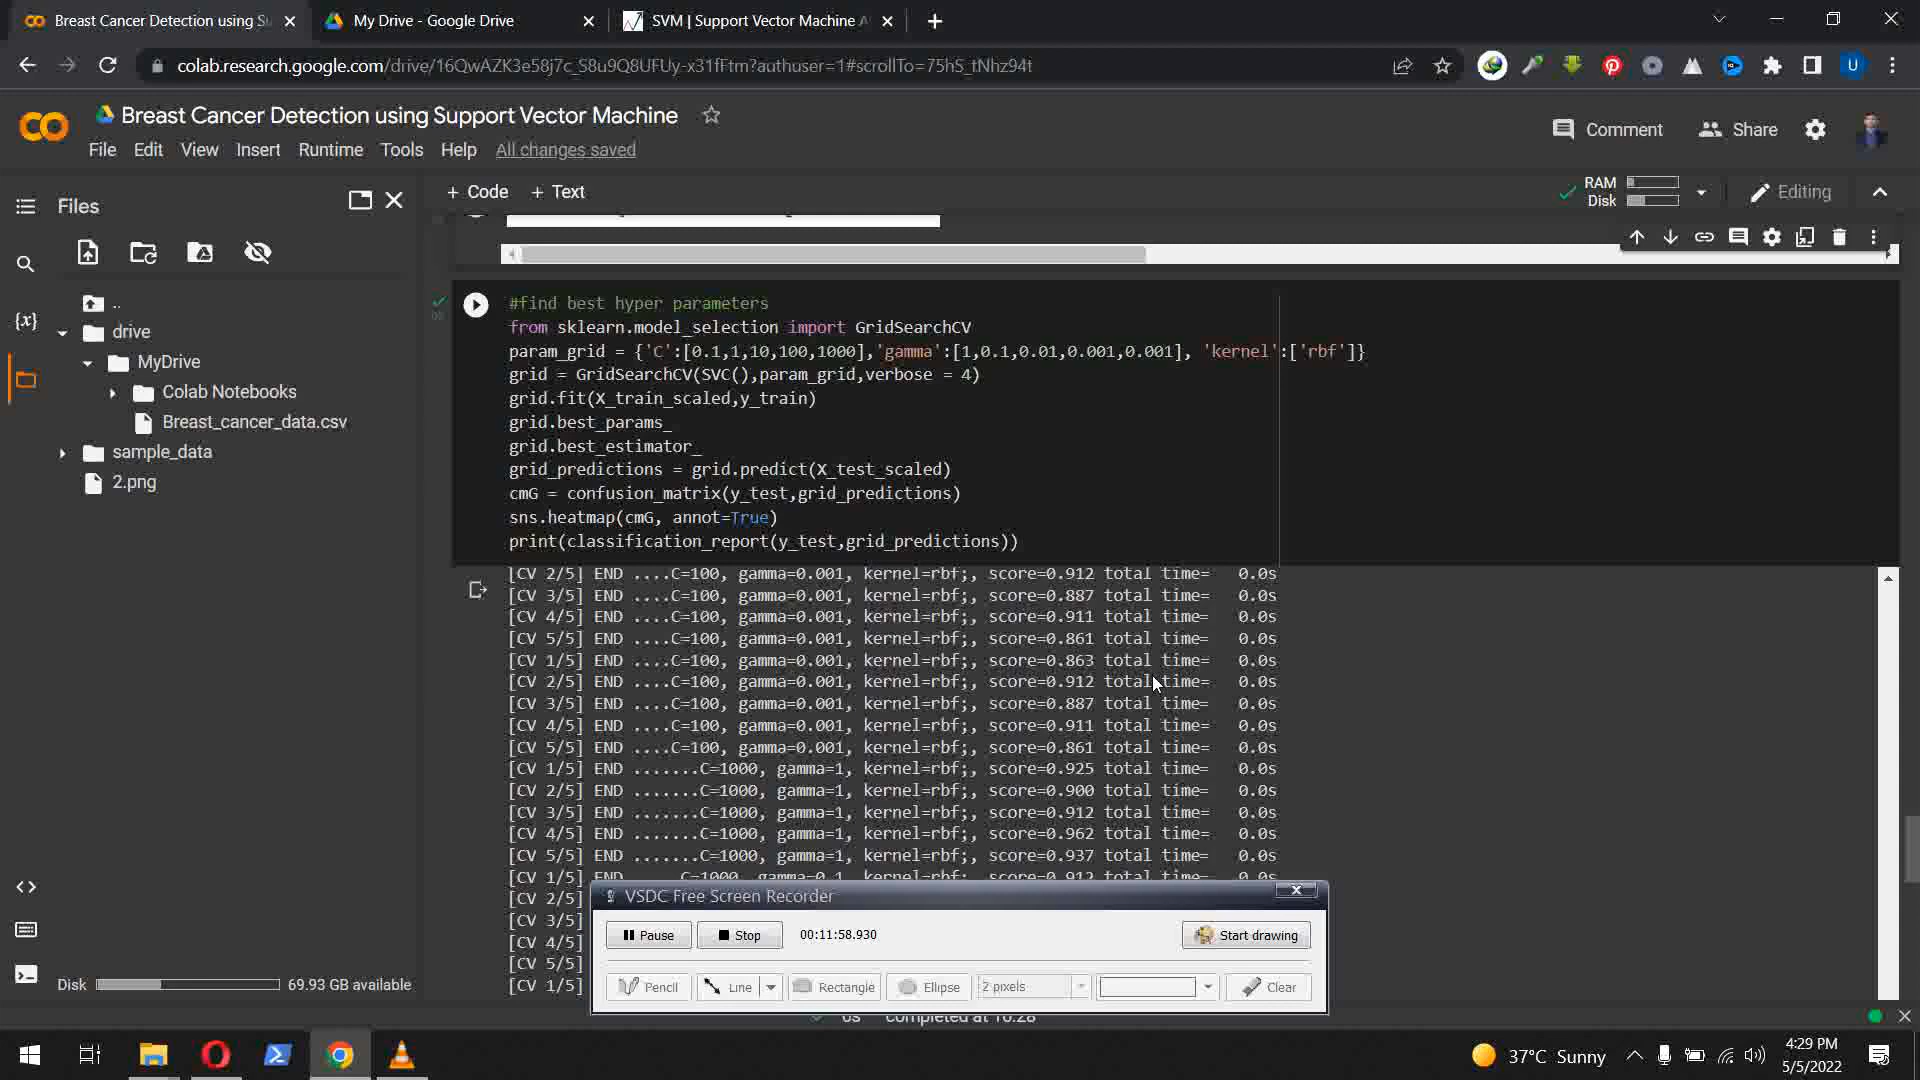 Breast Cancer Detection using Su
My Drive - Google Drive
SVM | Support Vector Machine A
colab.research.google.com/drive/16QwAZK3e58j7c_S8u9Q8UFUy-x31fFtm?authuser=1#scrollTo=75hS_tNhz94t
U
Breast Cancer Detection using Support Vector Machine
Comment
Share
File Edit View Insert Runtime Tools Help All changes saved
+ Code + Text
RAM
Disk
Editing
Files
{x}
..
drive
MyDrive
Colab Notebooks
Breast_cancer_data.csv
sample_data
2.png
#find best hyper parameters
from sklearn.model_selection import GridSearchCV
param_grid = {'C':[0.1,1,10,100,1000],'gamma':[1,0.1,0.01,0.001,0.001], 'kernel':['rbf']}
grid = GridSearchCV(SVC(),param_grid,verbose = 4)
grid.fit(X_train_scaled,y_train)
grid.best_params_
grid.best_estimator_
grid_predictions = grid.predict(X_test_scaled)
cmG = confusion_matrix(y_test,grid_predictions)
sns.heatmap(cmG, annot=True)
print(classification_report(y_test,grid_predictions))
[CV 2/5] END ....C=100, gamma=0.001, kernel=rbf;, score=0.912 total time=   0.0s
[CV 3/5] END ....C=100, gamma=0.001, kernel=rbf;, score=0.887 total time=   0.0s
[CV 4/5] END ....C=100, gamma=0.001, kernel=rbf;, score=0.911 total time=   0.0s
[CV 5/5] END ....C=100, gamma=0.001, kernel=rbf;, score=0.861 total time=   0.0s
[CV 1/5] END ....C=100, gamma=0.001, kernel=rbf;, score=0.863 total time=   0.0s
[CV 2/5] END ....C=100, gamma=0.001, kernel=rbf;, score=0.912 total time=   0.0s
[CV 3/5] END ....C=100, gamma=0.001, kernel=rbf;, score=0.887 total time=   0.0s
[CV 4/5] END ....C=100, gamma=0.001, kernel=rbf;, score=0.911 total time=   0.0s
[CV 5/5] END ....C=100, gamma=0.001, kernel=rbf;, score=0.861 total time=   0.0s
[CV 1/5] END .......C=1000, gamma=1, kernel=rbf;, score=0.925 total time=   0.0s
[CV 2/5] END .......C=1000, gamma=1, kernel=rbf;, score=0.900 total time=   0.0s
[CV 3/5] END .......C=1000, gamma=1, kernel=rbf;, score=0.912 total time=   0.0s
[CV 4/5] END .......C=1000, gamma=1, kernel=rbf;, score=0.962 total time=   0.0s
[CV 5/5] END .......C=1000, gamma=1, kernel=rbf;, score=0.937 total time=   0.0s
[CV 1/5] END .....C=1000, gamma=0.1, kernel=rbf;, score=0.912 total time=   0.0s
[CV 2/5]
[CV 3/5]
[CV 4/5]
[CV 5/5]
[CV 1/5]
VSDC Free Screen Recorder
Pause Stop 00:11:58.930 Start drawing
Pencil Line Rectangle Ellipse 2 pixels Clear
Disk 69.93 GB available
0s completed at 16:28
37°C Sunny
4:29 PM
5/5/2022